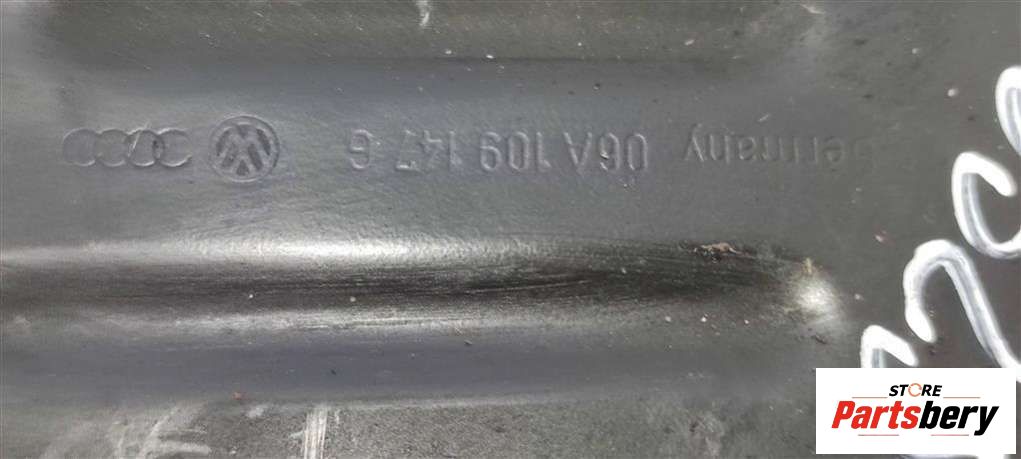 Germany 06A 109 147 G
STORE
Partsbery